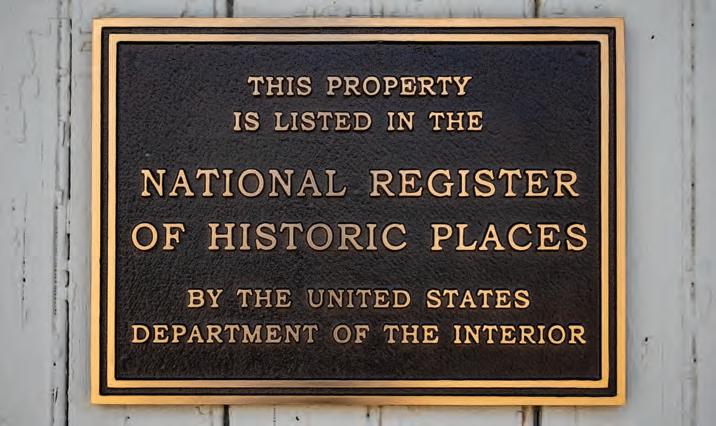 THIS PROPERTY
IS LISTED IN THE
NATIONAL REGISTER
OF HISTORIC PLACES
BY THE UNITED STATES
DEPARTMENT OF THE INTERIOR